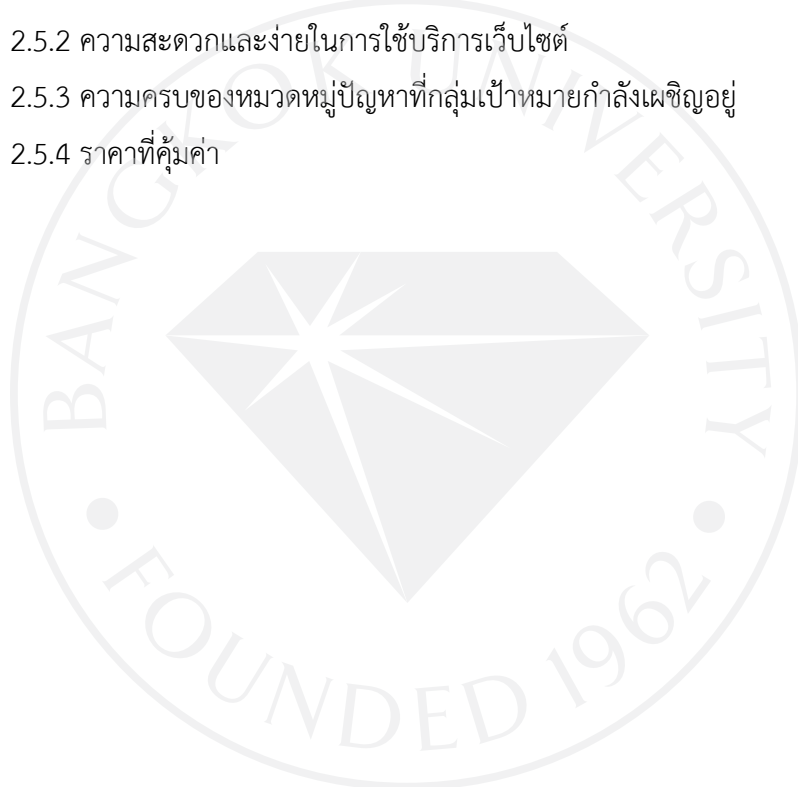 2.5.2 ความสะดวกและง่ายในการใช้บริการเว็บไซต์
2.5.3 ความครบของหมวดหมู่ปัญหาที่กลุ่มเป้าหมายกำลังเผชิญอยู่
2.5.4 ราคาที่คุ้มค่า
BANGKOK UNIVERSITY
FOUNDED 1962